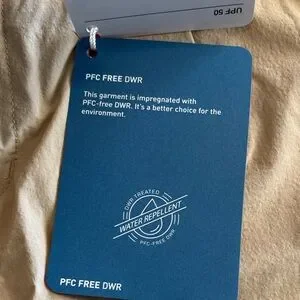 UPF 50
PFC FREE DWR
This garment is impregnated with
PFC-free DWR. It's a better choice for the
environment.
DWR TREATED
WATER REPELLENT
PFC-FREE DWR
PFC FREE DWR